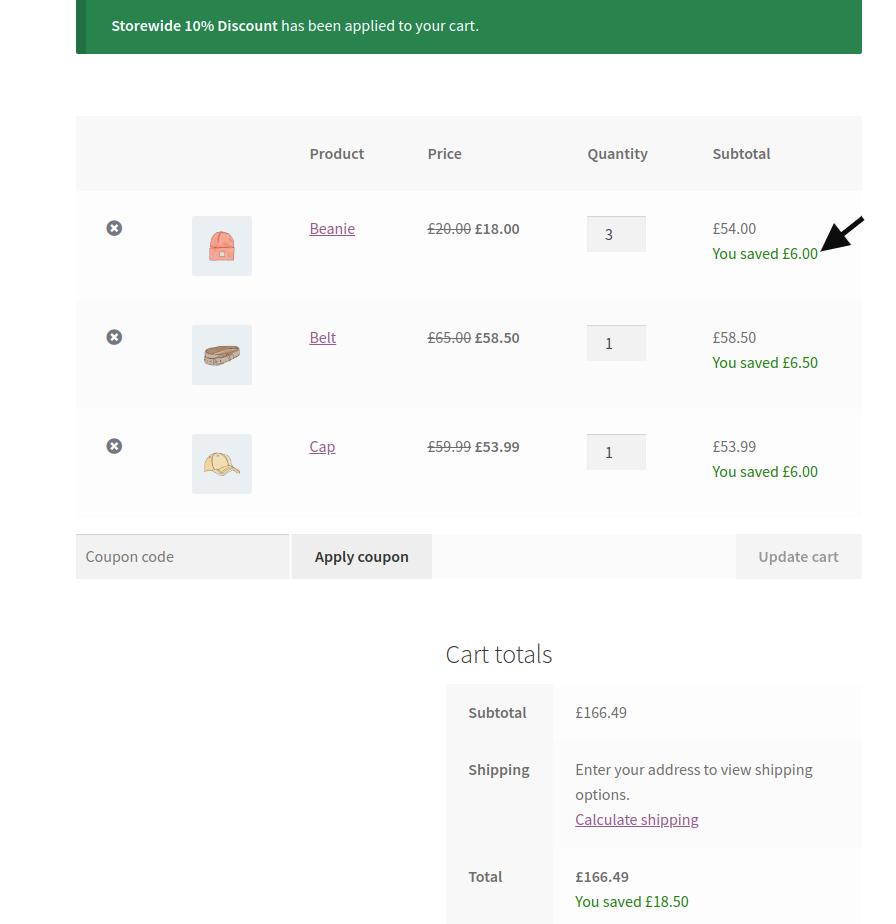 Storewide 10% Discount has been applied to your cart.
Product Price Quantity Subtotal
Beanie £20.00 £18.00 3 £54.00
You saved £6.00
Belt £65.00 £58.50 1 £58.50
You saved £6.50
Cap £59.99 £53.99 1 £53.99
You saved £6.00
Coupon code Apply coupon Update cart
Cart totals
Subtotal £166.49
Shipping Enter your address to view shipping
options.
Calculate shipping
Total £166.49
You saved £18.50